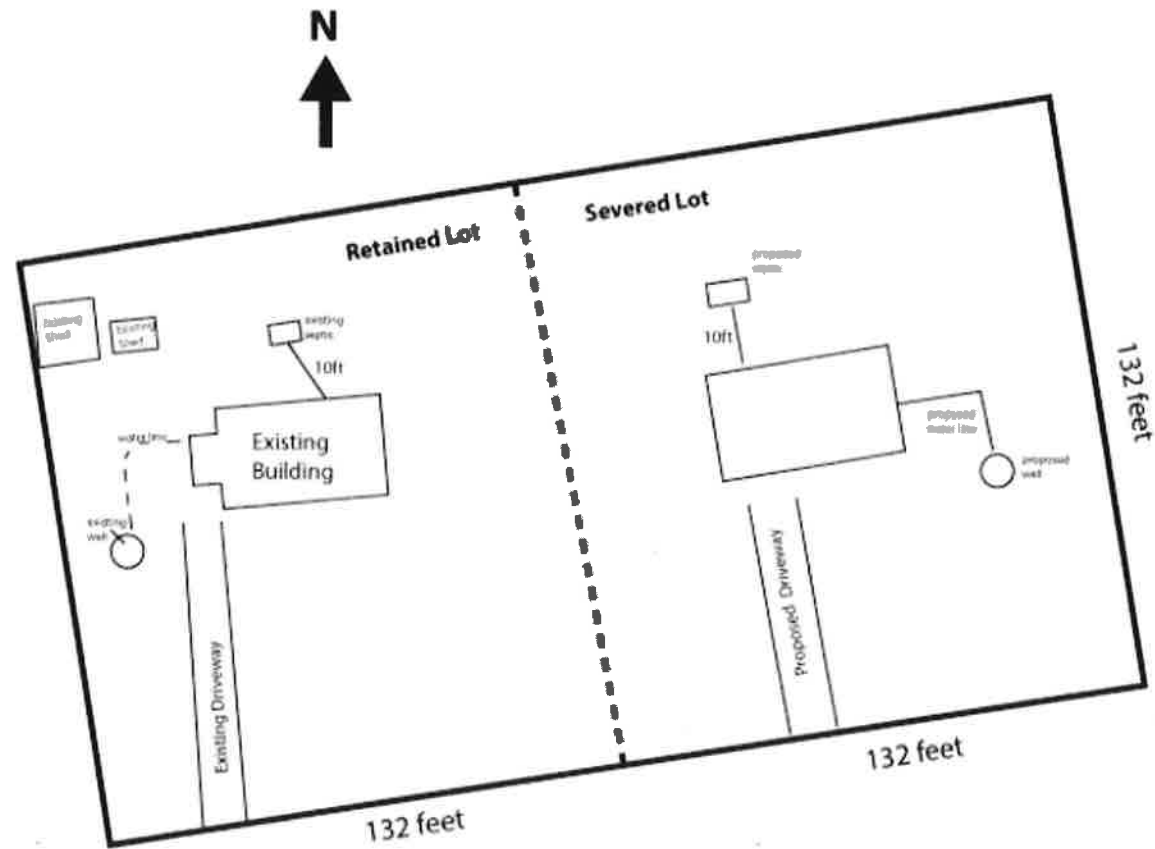 N
Severed Lot
Retained Lot
proposed
septic
Existing
Shed
Existing
Shed
existing
septic
10ft
10ft
132 feet
water line
Existing
Building
proposed
water line
proposed
well
existing
well
Existing Driveway
Proposed Driveway
132 feet
132 feet